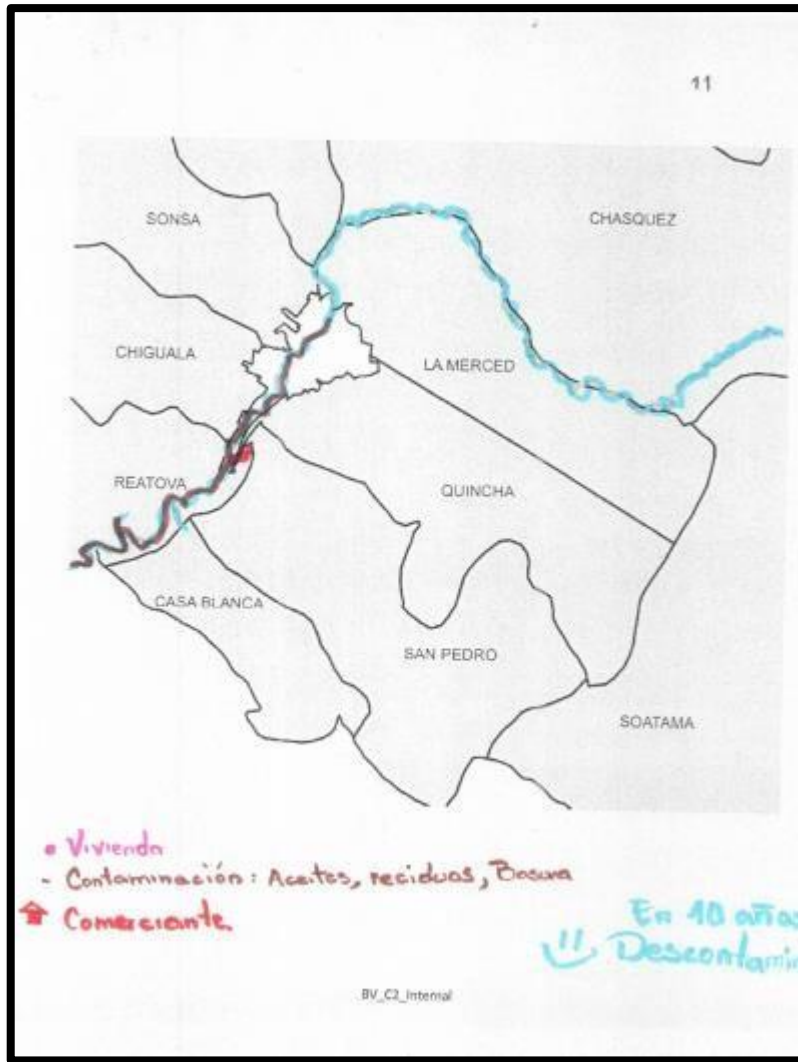 11
SONSA
CHASQUEZ
CHIGUALA
LA MERCED
REATOVA
QUINCHA
CASA BLANCA
SAN PEDRO
SOATAMA
• Vivienda
- Contaminación: Aceites, reciduos, Basura
Comerciante.
En 10 años
Descontamin
BV_C2_Internal